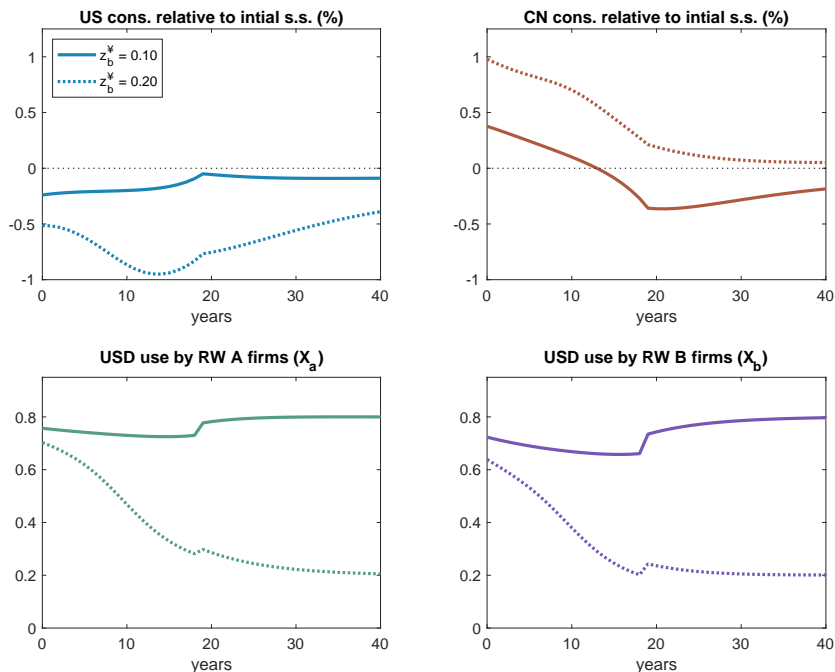 US cons. relative to intial s.s. (%)
1
0.5
0
-0.5
-1
0 10 20 30 40
years
z_b^¥ = 0.10
z_b^¥ = 0.20
CN cons. relative to intial s.s. (%)
1
0.5
0
-0.5
-1
0 10 20 30 40
years
USD use by RW A firms (X_a)
0.8
0.6
0.4
0.2
0
0 10 20 30 40
years
USD use by RW B firms (X_b)
0.8
0.6
0.4
0.2
0
0 10 20 30 40
years